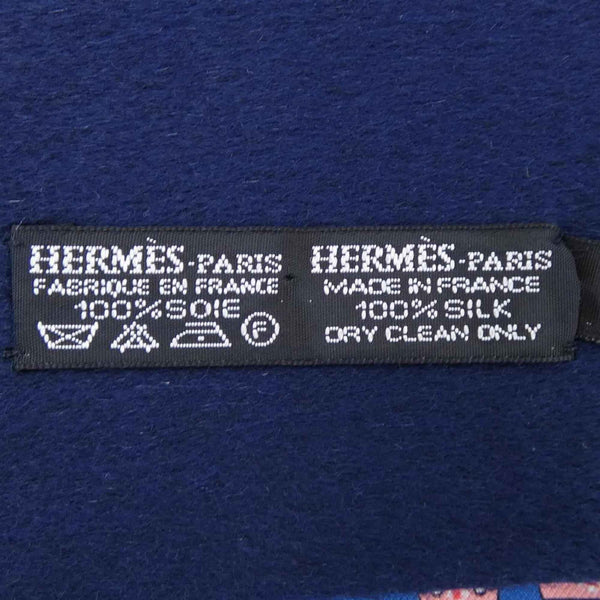 HERMÈS-PARIS
FABRIQUE EN FRANCE
100% SOIE
F
HERMÈS-PARIS
MADE IN FRANCE
100% SILK
DRY CLEAN ONLY